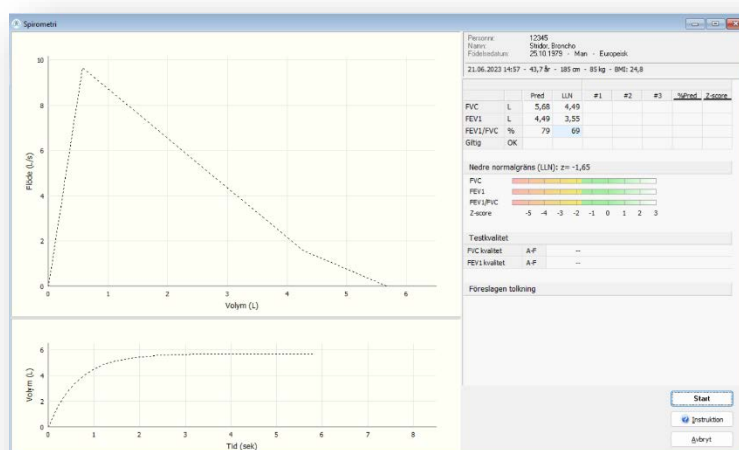 Spirometri
Flöde (L/s)
10
8
6
4
2
0
0 1 2 3 4 5 6
Volym (L)
Volym (L)
6
4
2
0
0 1 2 3 4 5 6 7 8
Tid (sek)
Personnr: 12345
Namn: Stridor, Broncho
Födelsedatum: 25.10.1979 - Man - Europeisk
21.06.2023 14:57 - 43,7 år - 185 cm - 85 kg - BMI: 24,8
Pred LLN #1 #2 #3 %Pred Z-score
FVC L 5,68 4,49
FEV1 L 4,49 3,55
FEV1/FVC % 79 69
Giltig OK
Nedre normalgräns (LLN): z= -1,65
FVC
FEV1
FEV1/FVC
Z-score -5 -4 -3 -2 -1 0 1 2 3
Testkvalitet
FVC kvalitet A-F --
FEV1 kvalitet A-F --
Föreslagen tolkning
Start
Instruktion
Avbryt